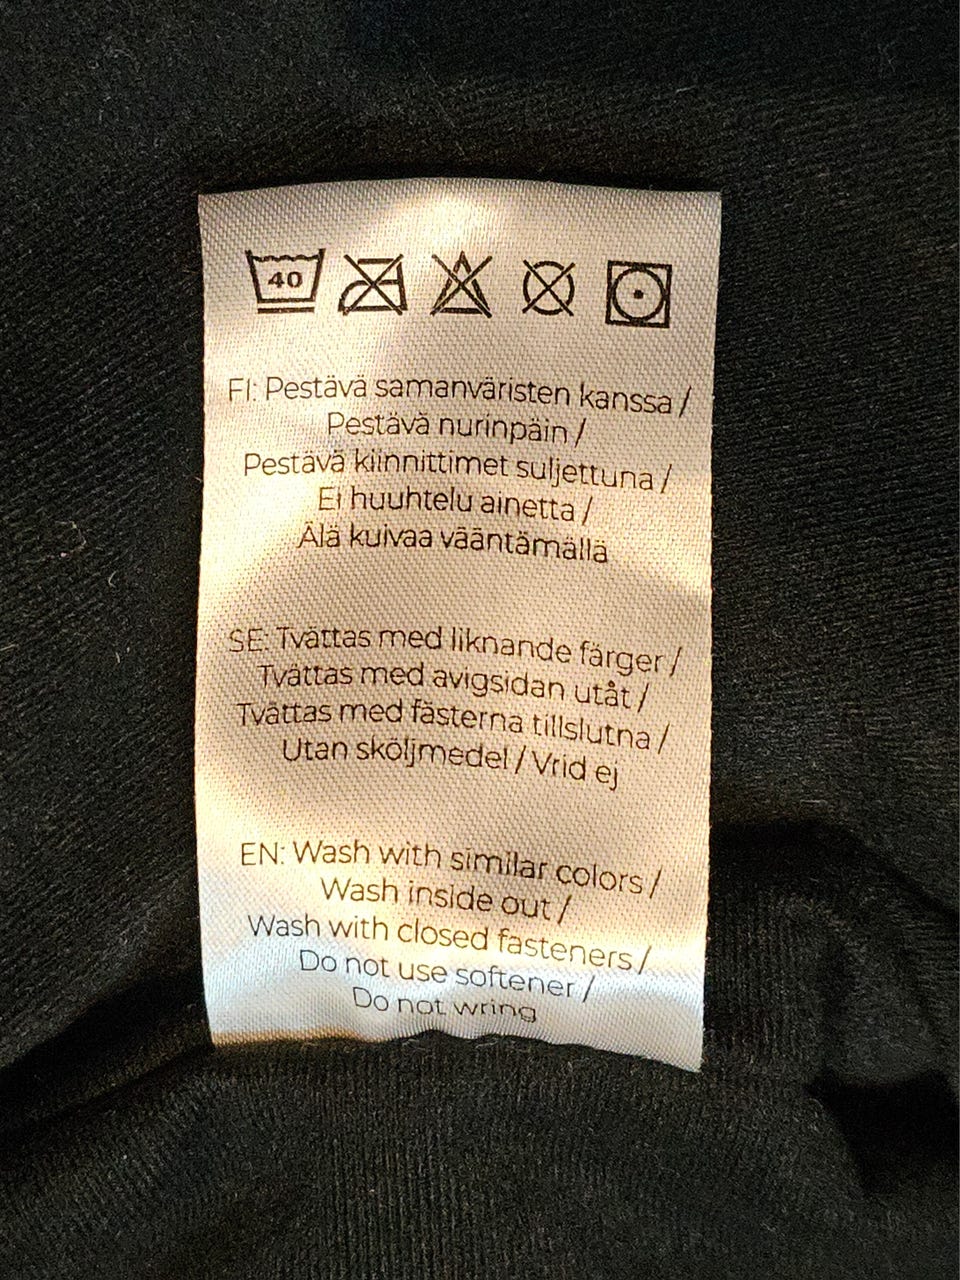 40
FI: Pestävä samanväristen kanssa /
Pestävä nurinpäin /
Pestävä kiinnittimet suljettuna /
Ei huuhtelu ainetta /
Älä kuivaa vääntämällä
SE: Tvättas med liknande färger /
Tvättas med avigsidan utåt /
Tvättas med fästerna tillslutna /
Utan sköljmedel / Vrid ej
EN: Wash with similar colors /
Wash inside out /
Wash with closed fasteners /
Do not use softener /
Do not wring